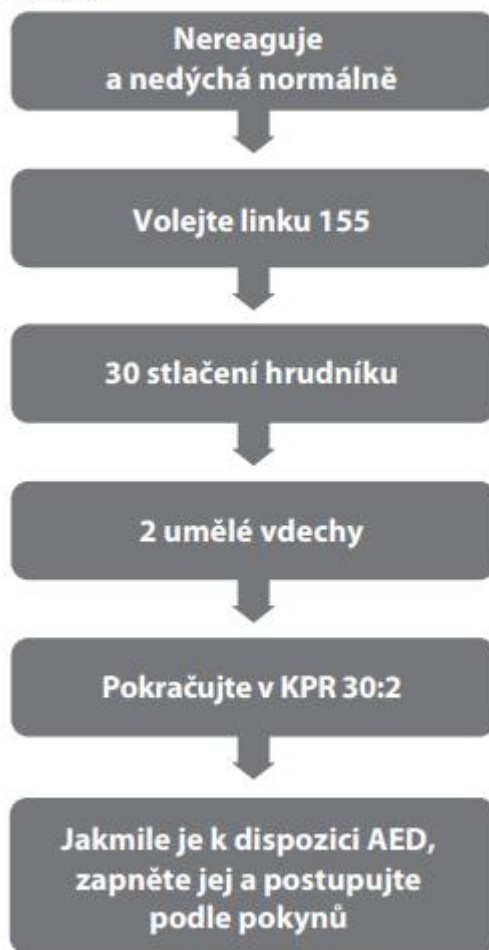 Nereaguje
a nedýchá normálně
Volejte linku 155
30 stlačení hrudníku
2 umělé vdechy
Pokračujte v KPR 30:2
Jakmile je k dispozici AED,
zapněte jej a postupujte
podle pokynů